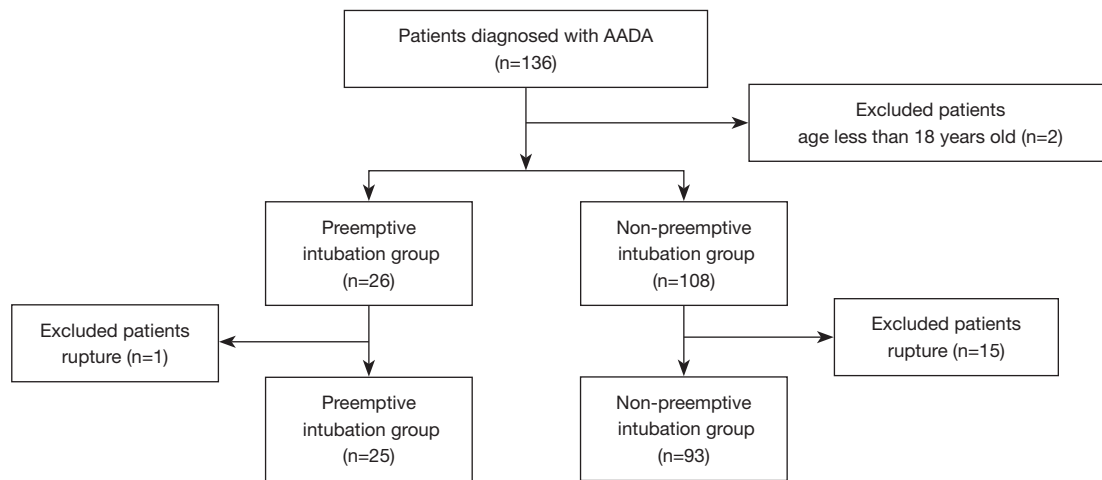 Patients diagnosed with AADA
(n=136)
Excluded patients
age less than 18 years old (n=2)
Preemptive
intubation group
(n=26)
Non-preemptive
intubation group
(n=108)
Excluded patients
rupture (n=1)
Excluded patients
rupture (n=15)
Preemptive
intubation group
(n=25)
Non-preemptive
intubation group
(n=93)